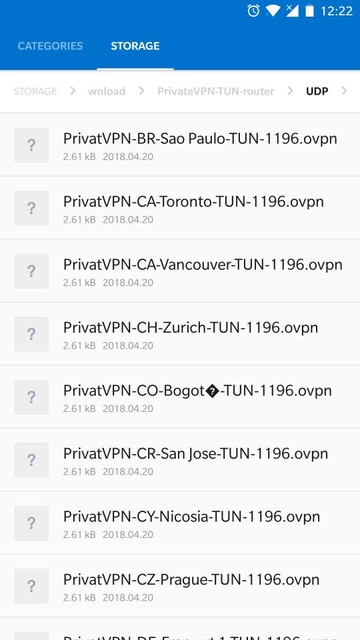 12:22
CATEGORIES STORAGE
STORAGE > wnload > PrivateVPN-TUN-router > UDP >
? PrivatVPN-BR-Sao Paulo-TUN-1196.ovpn
2.61 kB 2018.04.20
? PrivatVPN-CA-Toronto-TUN-1196.ovpn
2.61 kB 2018.04.20
? PrivatVPN-CA-Vancouver-TUN-1196.ovpn
2.61 kB 2018.04.20
? PrivatVPN-CH-Zurich-TUN-1196.ovpn
2.61 kB 2018.04.20
? PrivatVPN-CO-Bogot�-TUN-1196.ovpn
2.61 kB 2018.04.20
? PrivatVPN-CR-San Jose-TUN-1196.ovpn
2.61 kB 2018.04.20
? PrivatVPN-CY-Nicosia-TUN-1196.ovpn
2.61 kB 2018.04.20
? PrivatVPN-CZ-Prague-TUN-1196.ovpn
2.61 kB 2018.04.20